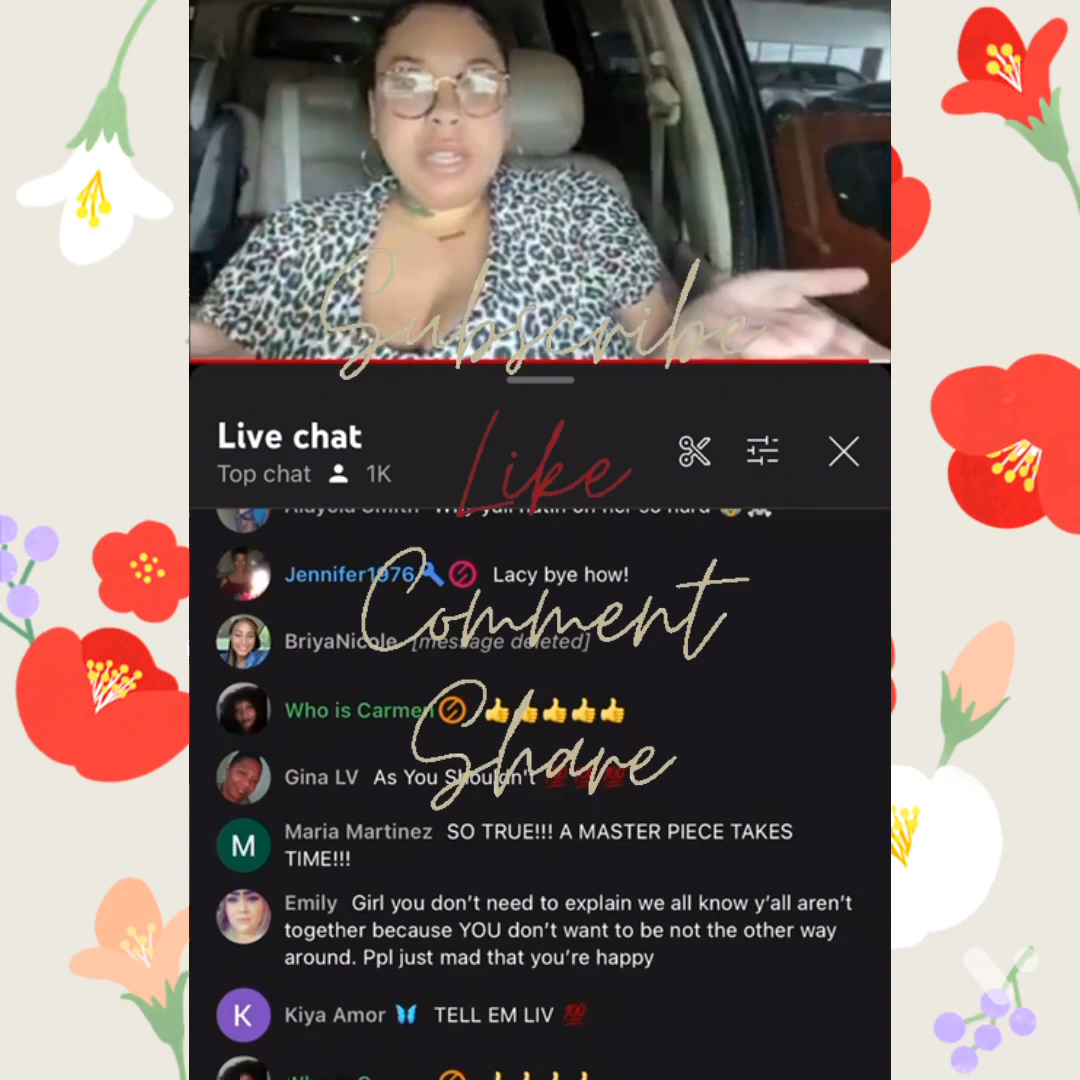 Subscribe
Live chat
Like
Top chat 1K
Jennifer1976 Lacy bye how!
Comment
BriyaNicole [message deleted]
Who is Carmen 👍👍👍👍👍
Share
Gina LV As You Shouldn't 💯💯💯
M Maria Martinez SO TRUE!!! A MASTER PIECE TAKES
TIME!!!
Emily Girl you don't need to explain we all know y'all aren't
together because YOU don't want to be not the other way
around. Ppl just mad that you're happy
K Kiya Amor 🦋 TELL EM LIV 💯